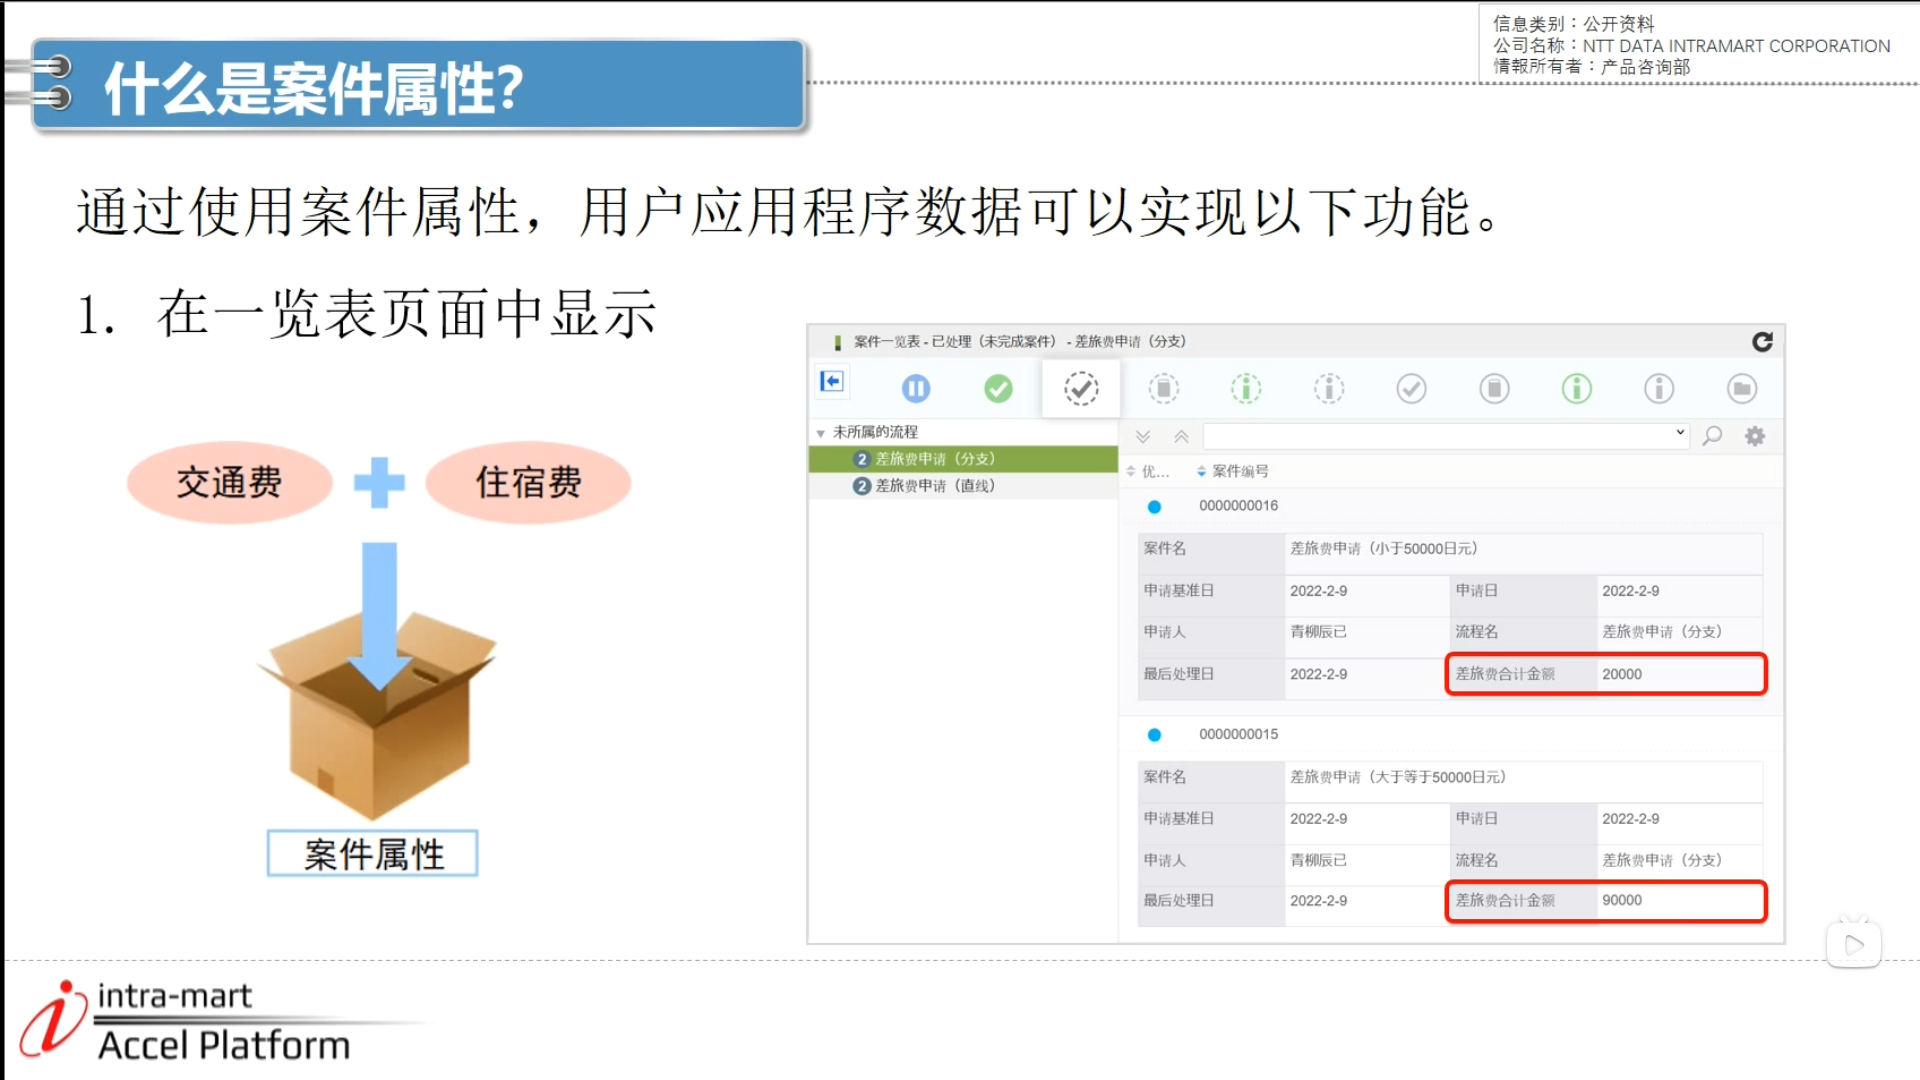 信息类别：公开资料
公司名称：NTT DATA INTRAMART CORPORATION
情報所有者：产品咨询部
什么是案件属性?
通过使用案件属性，用户应用程序数据可以实现以下功能。
1. 在一览表页面中显示
交通费
住宿费
案件属性
案件一览表 - 已处理（未完成案件） - 差旅费申请（分支）
未所属的流程
2 差旅费申请（分支）
2 差旅费申请（直线）
优... 案件编号
0000000016
案件名 差旅费申请（小于50000日元）
申请基准日 2022-2-9 申请日 2022-2-9
申请人 青柳辰已 流程名 差旅费申请（分支）
最后处理日 2022-2-9 差旅费合计金额 20000
0000000015
案件名 差旅费申请（大于等于50000日元）
申请基准日 2022-2-9 申请日 2022-2-9
申请人 青柳辰已 流程名 差旅费申请（分支）
最后处理日 2022-2-9 差旅费合计金额 90000
intra-mart
Accel Platform